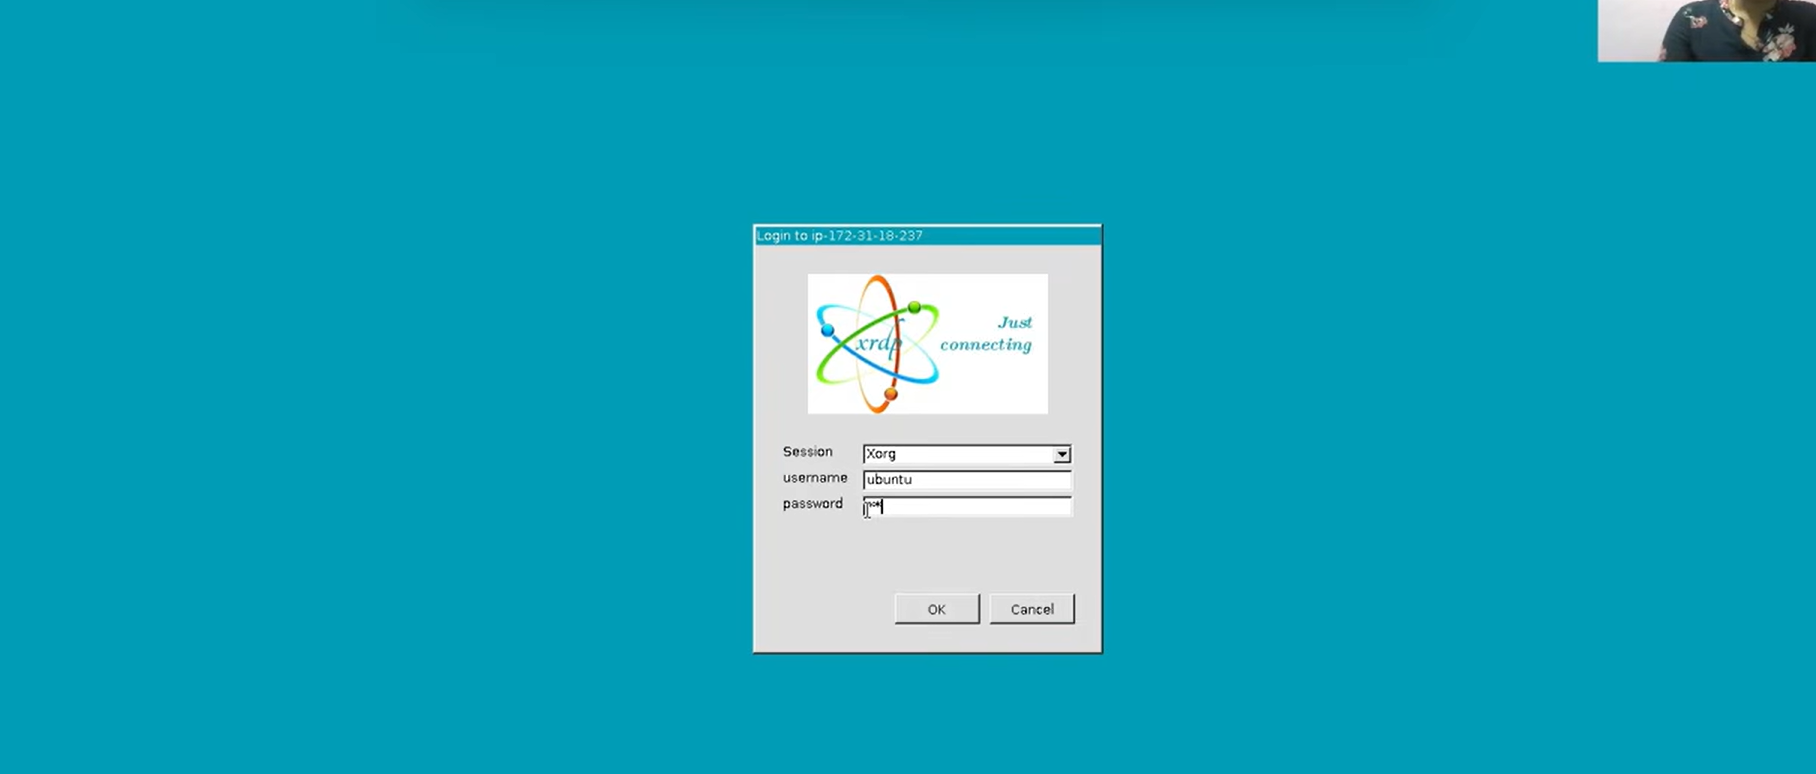 Login to ip-172-31-18-237
xrdp
Just
connecting
Session
Xorg
username
ubuntu
password
OK
Cancel